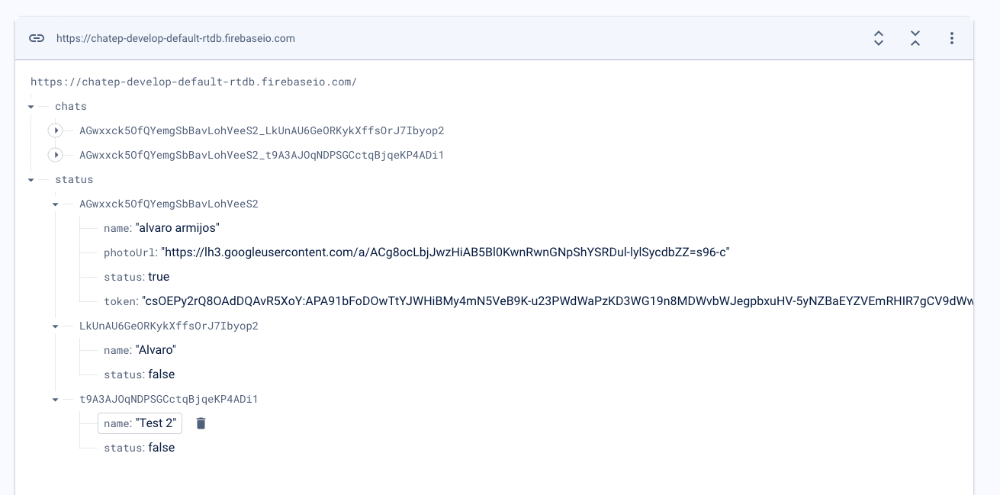 https://chatep-develop-default-rtdb.firebaseio.com
https://chatep-develop-default-rtdb.firebaseio.com/
chats
AGwxxck5OfQYemgSbBavLohVeeS2_LkUnAU6GeORKykXffsOrJ7Ibyop2
AGwxxck5OfQYemgSbBavLohVeeS2_t9A3AJOqNDPSGCctqBjqeKP4ADi1
status
AGwxxck5OfQYemgSbBavLohVeeS2
name: "alvaro armijos"
photoUrl: "https://lh3.googleusercontent.com/a/ACg8ocLbjJwzHiAB5Bl0KwnRwnGNpShYSRDul-lylSycdbZZ=s96-c"
status: true
token: "csOEPy2rQ8OAdDQAvR5XoY:APA91bFoDOwTtYJWHiBMy4mN5VeB9K-u23PWdWaPzKD3WG19n8MDWvbWJegpbxuHV-5yNZBaEYZVEmRHIR7gCV9dWw
LkUnAU6GeORKykXffsOrJ7Ibyop2
name: "Alvaro"
status: false
t9A3AJOqNDPSGCctqBjqeKP4ADi1
name: "Test 2"
status: false